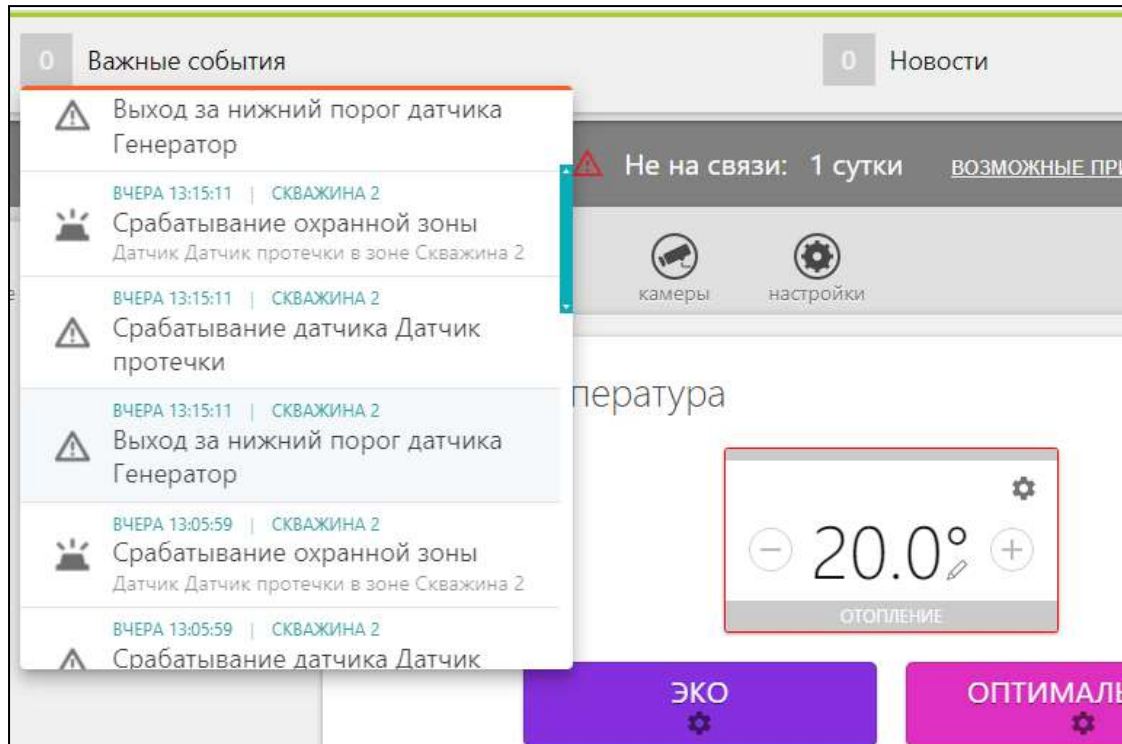 0 Важные события
0 Новости
Выход за нижний порог датчика
Генератор
ВЧЕРА 13:15:11 | СКВАЖИНА 2
Срабатывание охранной зоны
Датчик Датчик протечки в зоне Скважина 2
ВЧЕРА 13:15:11 | СКВАЖИНА 2
Срабатывание датчика Датчик
протечки
ВЧЕРА 13:15:11 | СКВАЖИНА 2
Выход за нижний порог датчика
Генератор
ВЧЕРА 13:05:59 | СКВАЖИНА 2
Срабатывание охранной зоны
Датчик Датчик протечки в зоне Скважина 2
ВЧЕРА 13:05:59 | СКВАЖИНА 2
Срабатывание датчика Датчик
Не на связи: 1 сутки ВОЗМОЖНЫЕ ПРИ
камеры настройки
пература
20.0°
ОТОПЛЕНИЕ
ЭКО
ОПТИМАЛЬ